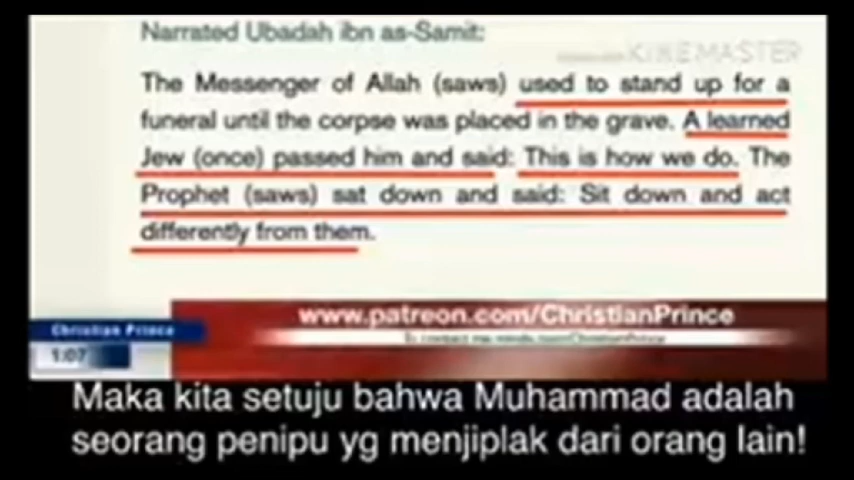 Narrated Ubadah ibn as-Samit:
KINEMASTER
The Messenger of Allah (saws) used to stand up for a
funeral until the corpse was placed in the grave. A learned
Jew (once) passed him and said: This is how we do. The
Prophet (saws) sat down and said: Sit down and act
differently from them.
www.patreon.com/ChristianPrince
Christian Prince
1:07
Maka kita setuju bahwa Muhammad adalah
seorang penipu yg menjiplak dari orang lain!